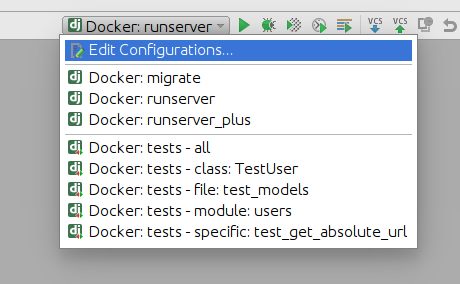 dj Docker: runserver VCS VCS
Edit Configurations...
dj Docker: migrate
dj Docker: runserver
dj Docker: runserver_plus
dj Docker: tests - all
dj Docker: tests - class: TestUser
dj Docker: tests - file: test_models
dj Docker: tests - module: users
dj Docker: tests - specific: test_get_absolute_url